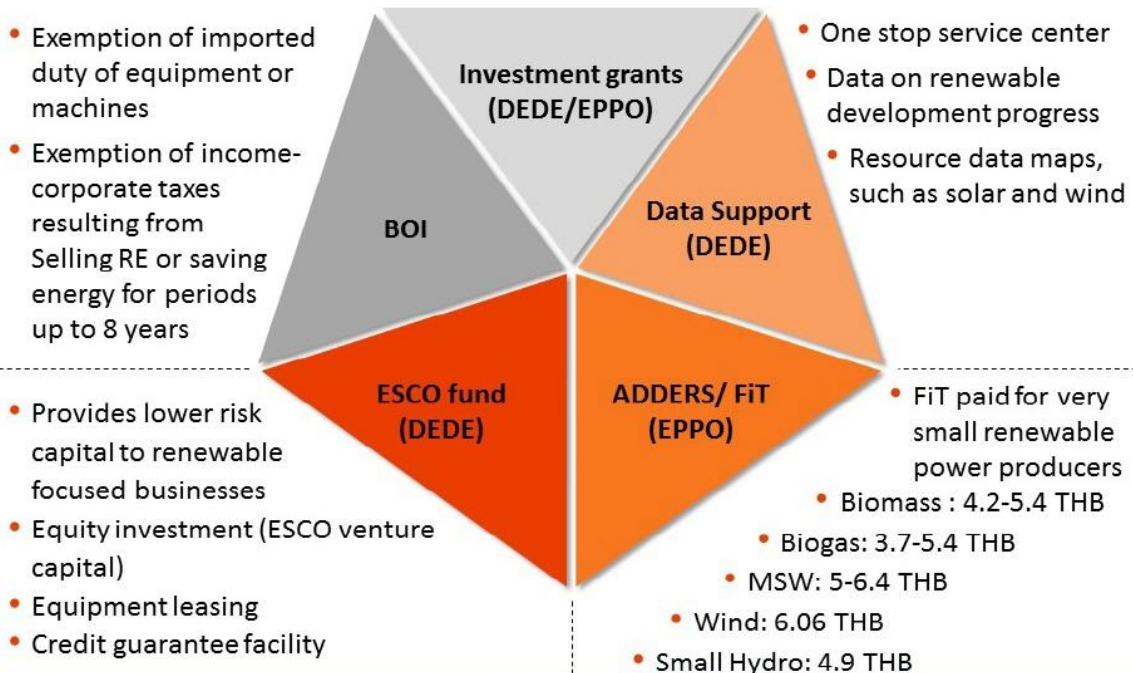 • Exemption of imported
duty of equipment or
machines
• Exemption of income-
corporate taxes
resulting from
Selling RE or saving
energy for periods
up to 8 years
Investment grants
(DEDE/EPPO)
• One stop service center
• Data on renewable
development progress
• Resource data maps,
such as solar and wind
BOI
Data Support
(DEDE)
ESCO fund
(DEDE)
ADDERS/ FiT
(EPPO)
• Provides lower risk
capital to renewable
focused businesses
• Equity investment (ESCO venture
capital)
• Equipment leasing
• Credit guarantee facility
• FiT paid for very
small renewable
power producers
• Biomass : 4.2-5.4 THB
• Biogas: 3.7-5.4 THB
• MSW: 5-6.4 THB
• Wind: 6.06 THB
• Small Hydro: 4.9 THB